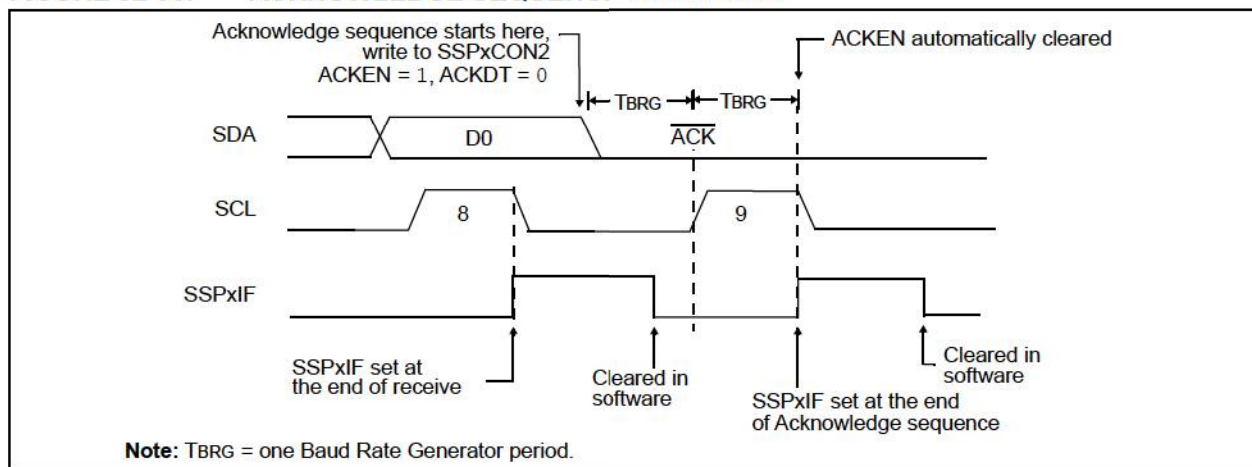 Acknowledge sequence starts here,
write to SSPxCON2
ACKEN = 1, ACKDT = 0
ACKEN automatically cleared
TBRG
TBRG
SDA
D0
ACK
SCL
8
9
SSPxIF
SSPxIF set at
the end of receive
Cleared in
software
SSPxIF set at the end
of Acknowledge sequence
Cleared in
software
Note: TBRG = one Baud Rate Generator period.